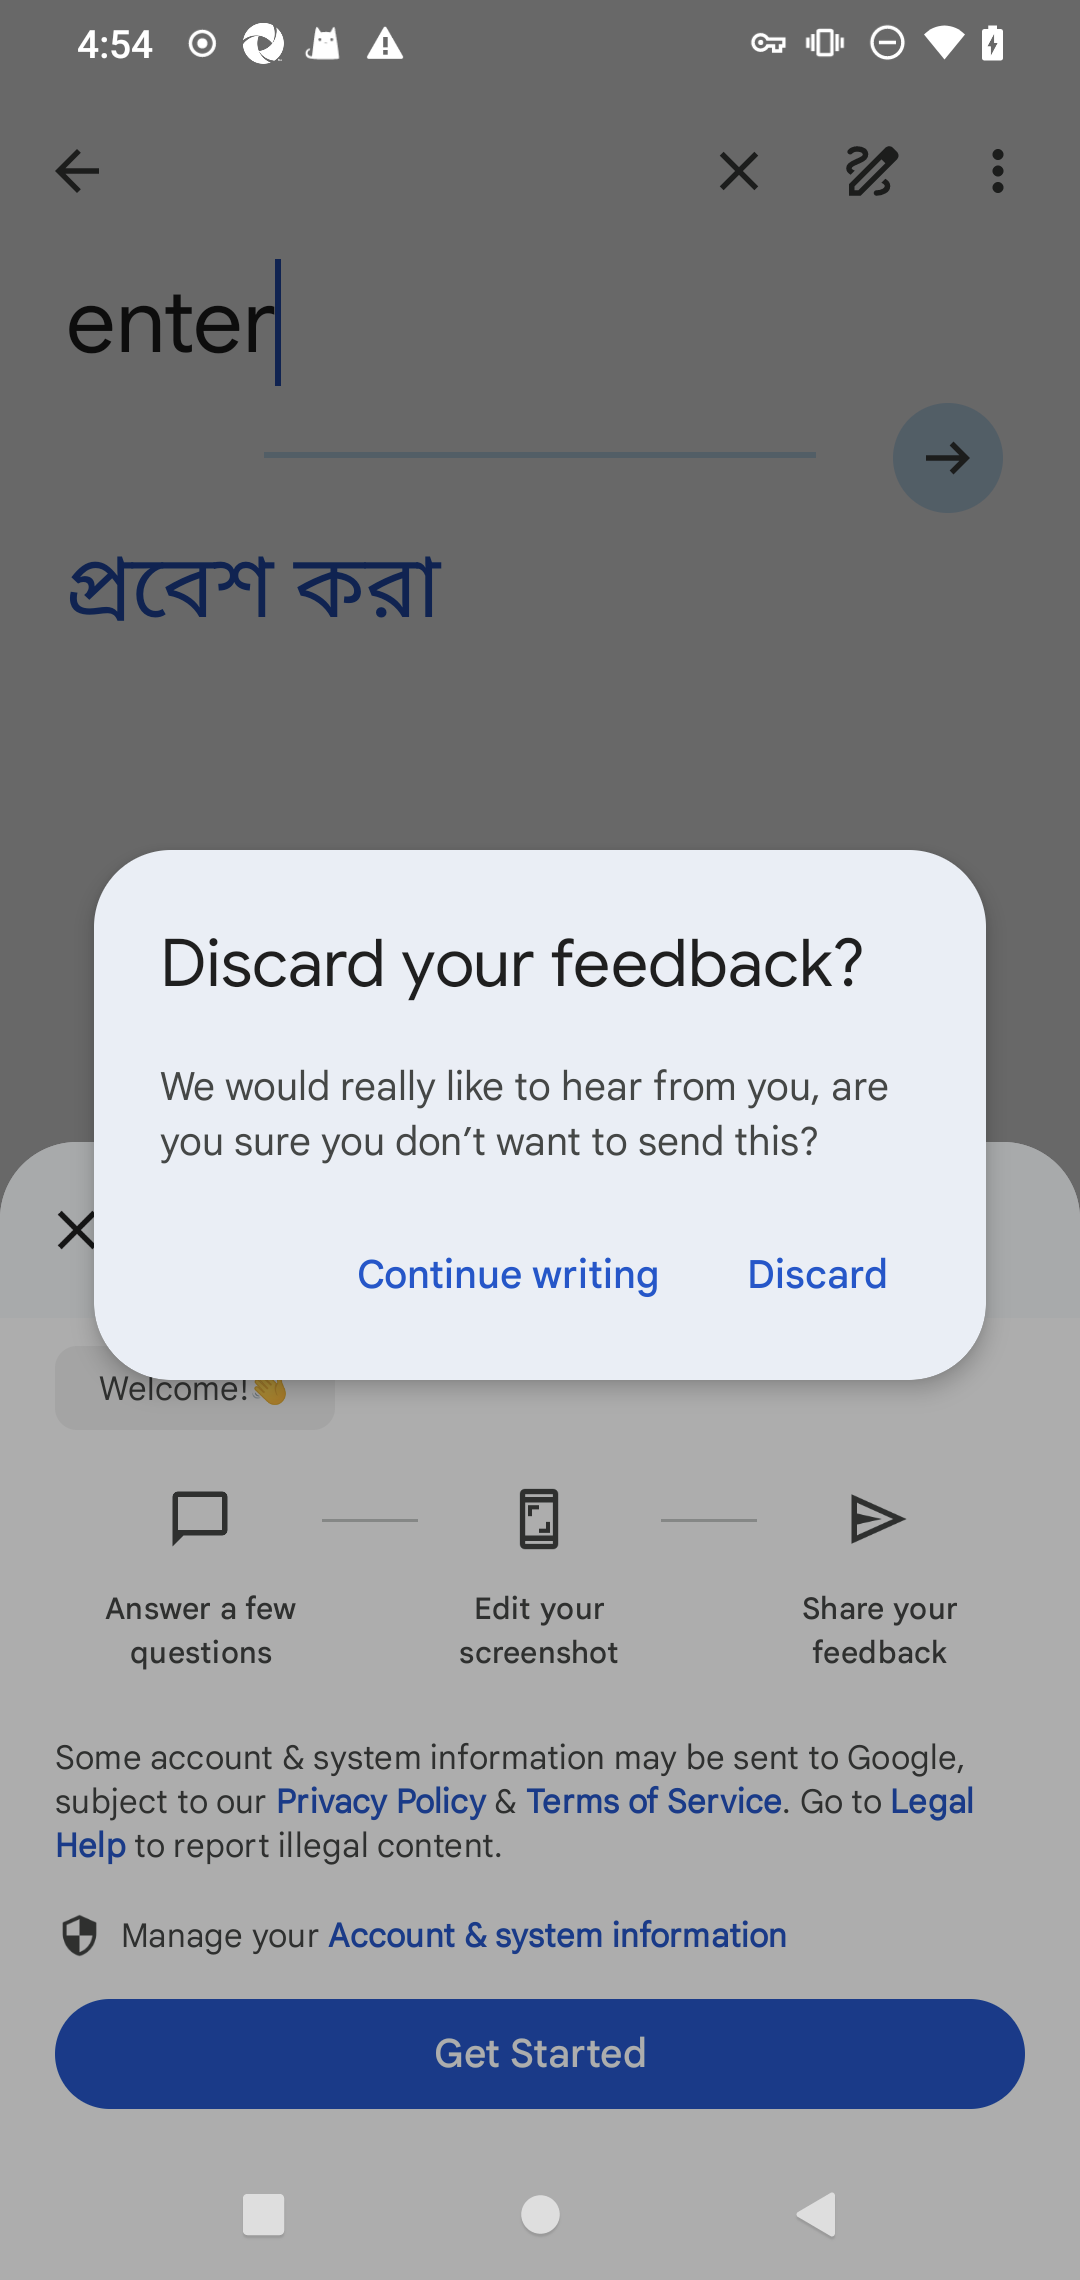 4:54
enter
প্রবেশ করা
Discard your feedback?
We would really like to hear from you, are
you sure you don’t want to send this?
Continue writing Discard
Welcome!👋
Answer a few
questions
Edit your
screenshot
Share your
feedback
Some account & system information may be sent to Google,
subject to our Privacy Policy & Terms of Service. Go to Legal
Help to report illegal content.
Manage your Account & system information
Get Started